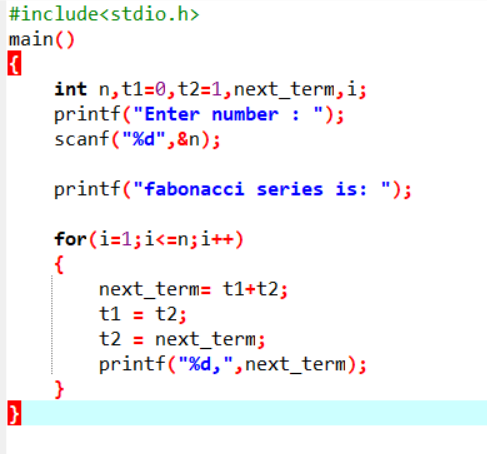 #include<stdio.h>
main()
{
    int n,t1=0,t2=1,next_term,i;
    printf("Enter number : ");
    scanf("%d",&n);
    printf("fabonacci series is: ");
    for(i=1;i<=n;i++)
    {
        next_term= t1+t2;
        t1 = t2;
        t2 = next_term;
        printf("%d,",next_term);
    }
}